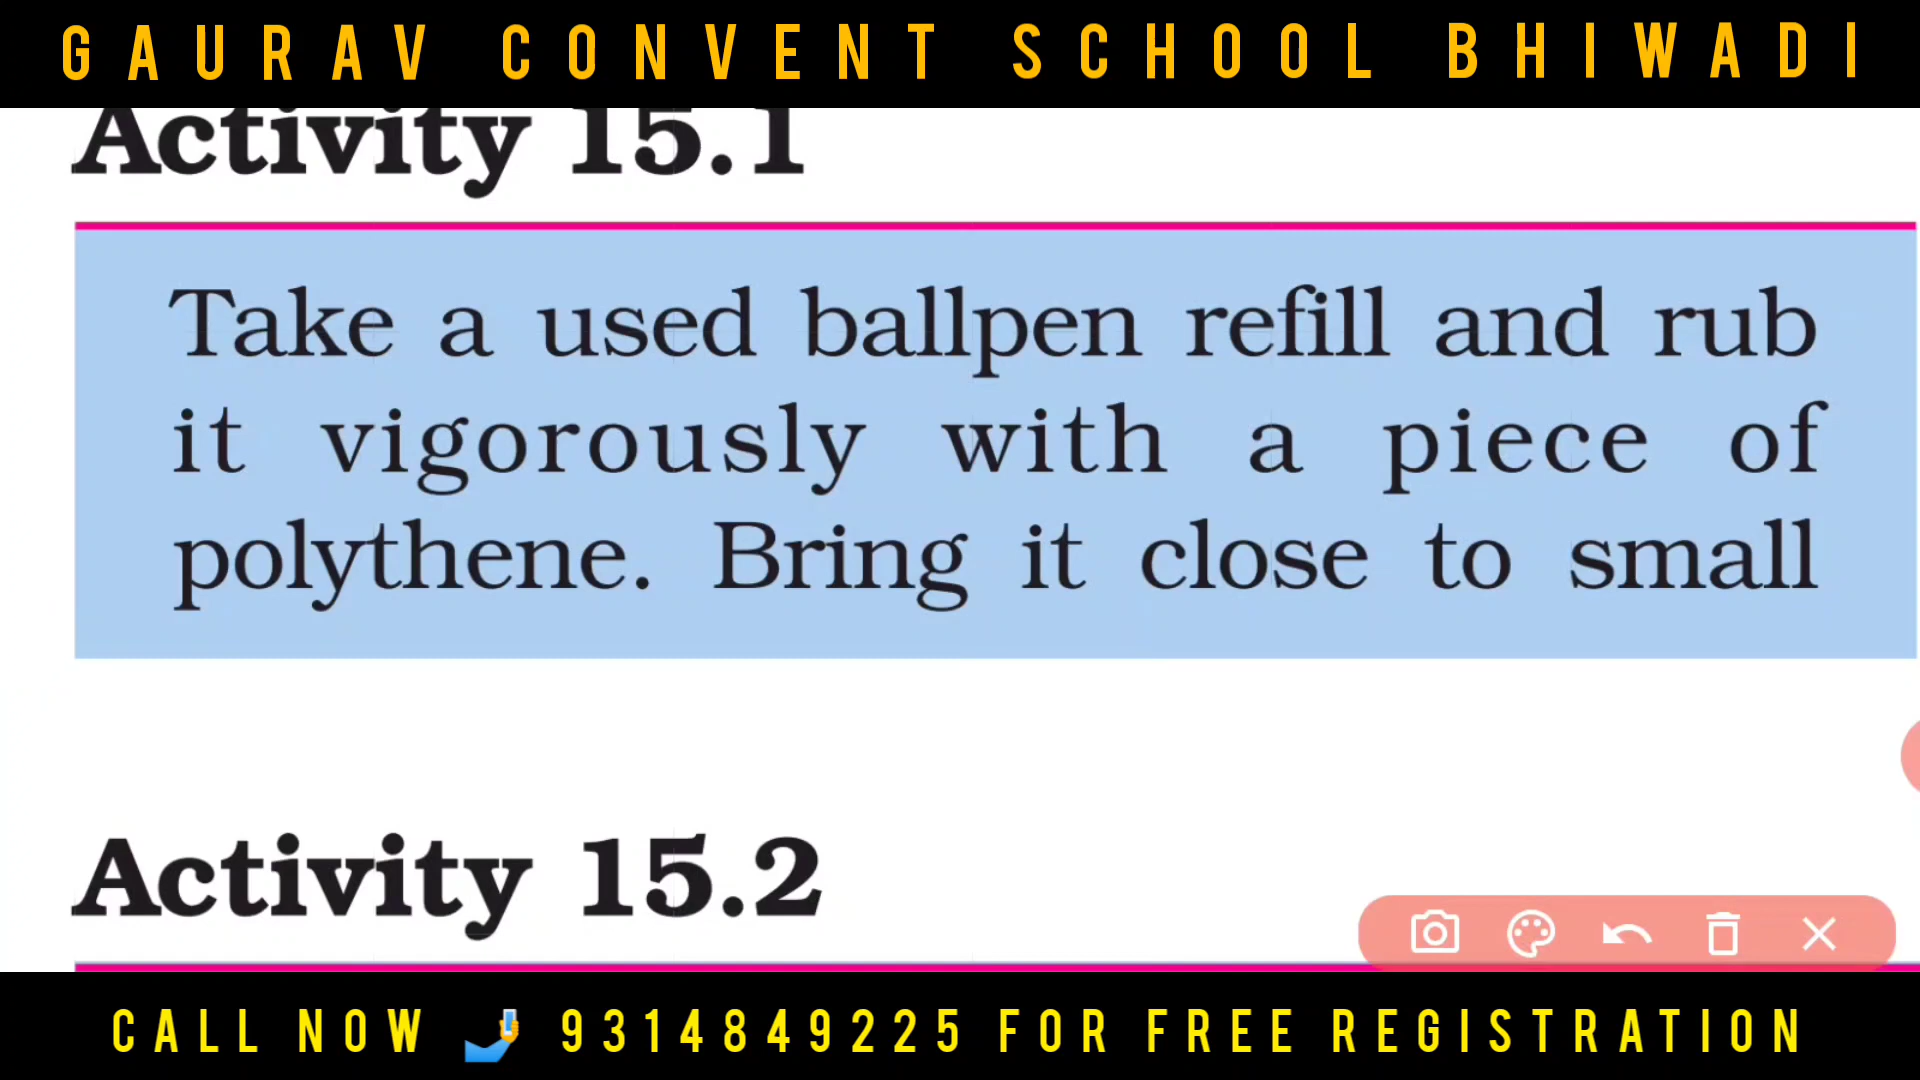 GAURAV CONVENT SCHOOL BHIWADI
Activity 15.1
Take a used ballpen refill and rub
it vigorously with a piece of
polythene. Bring it close to small
Activity 15.2
CALL NOW 9314849225 FOR FREE REGISTRATION